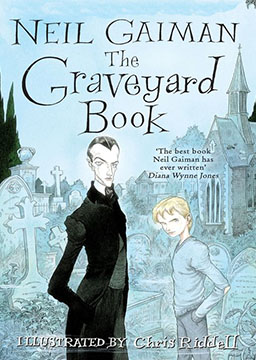 NEIL GAIMAN
The
Graveyard
Book
'The best book
Neil Gaiman has
ever written'
Diana Wynne Jones
ILLUSTRATED BY Chris Riddell